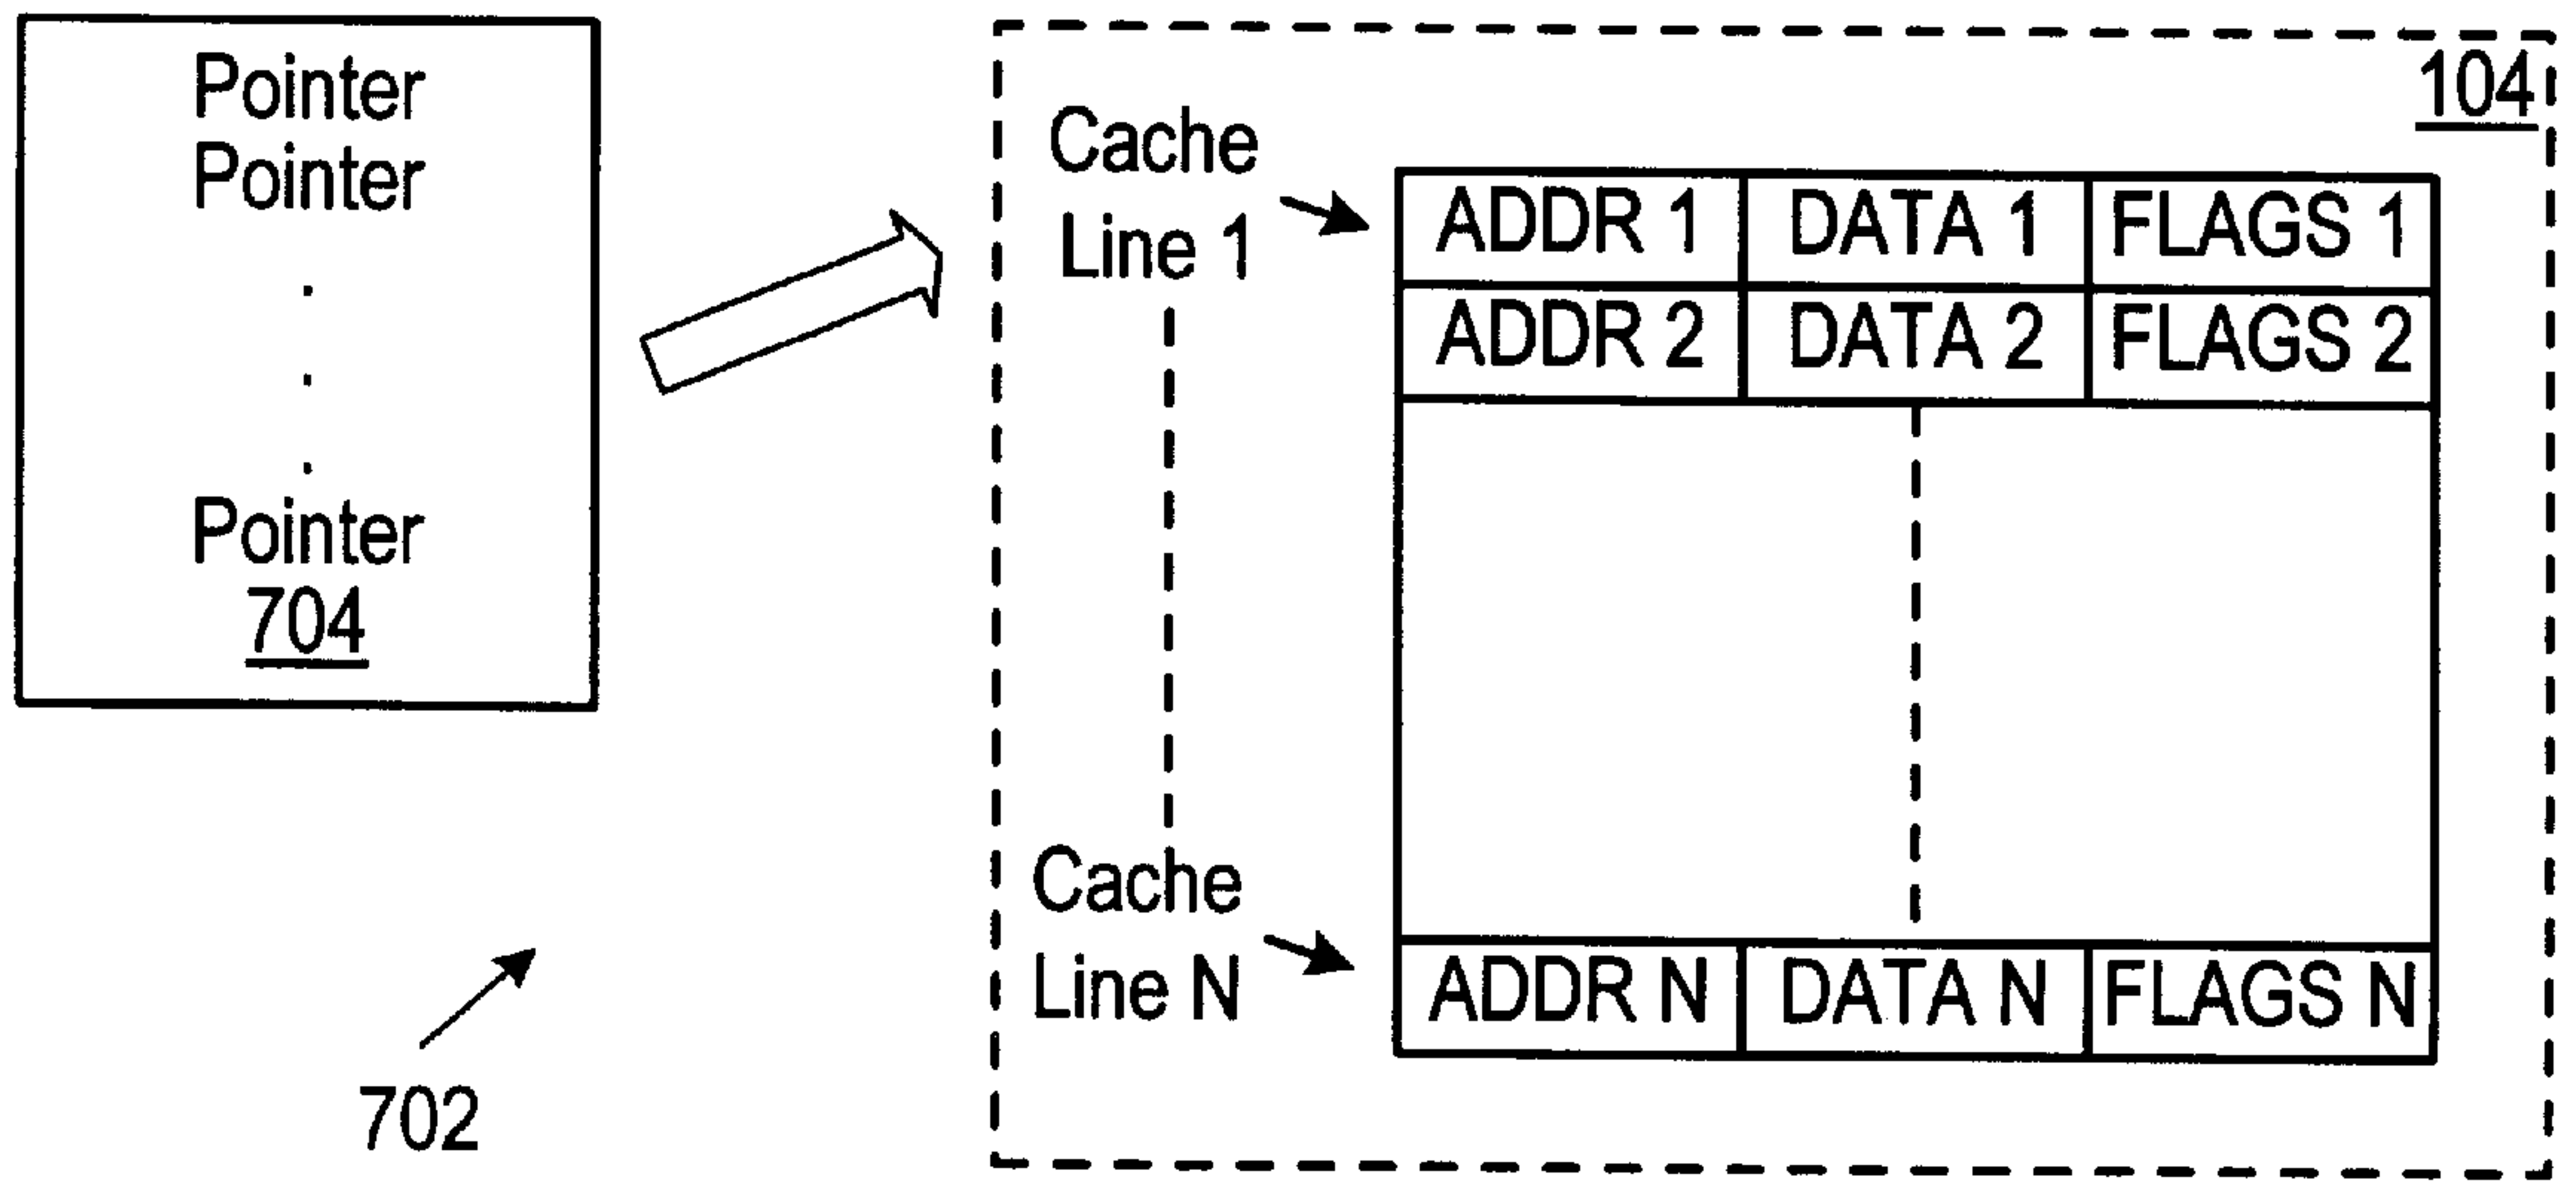 Pointer
Pointer
.
.
.
Pointer
704
702
104
Cache
Line 1
ADDR 1 DATA 1 FLAGS 1
ADDR 2 DATA 2 FLAGS 2
Cache
Line N
ADDR N DATA N FLAGS N